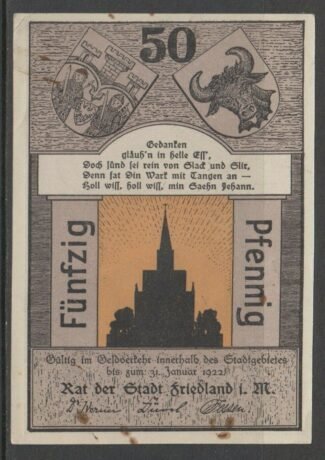 50
Gedanken
gläuh'n in helle Ess',
Doch sünd sei rein von Slack und Slir,
Denn fat Din Wark mit Tangen an —
Holl wiss, holl wiss, min Saehn Johann.
Fünfzig
Pfennig
Gültig im Geldverkehr innerhalb des Stadtgebietes
bis zum: 31. Januar 1922!
Rat der Stadt Friedland i. M.